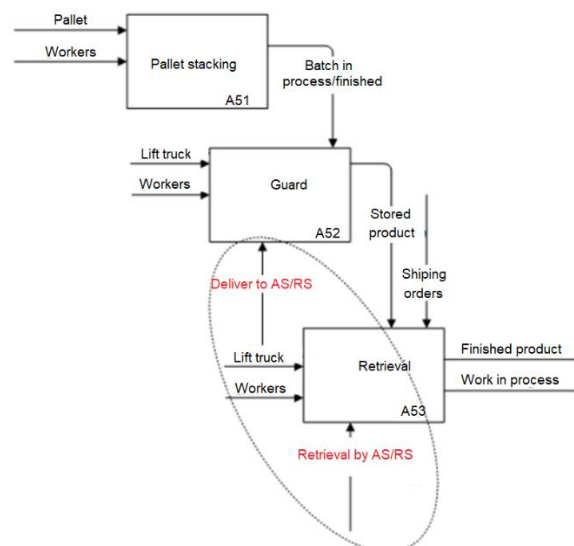 Pallet
Workers
Pallet stacking
A51
Batch in
process/finished
Lift truck
Workers
Guard
A52
Stored
product
Shiping
orders
Deliver to AS/RS
Lift truck
Workers
Retrieval
A53
Finished product
Work in process
Retrieval by AS/RS